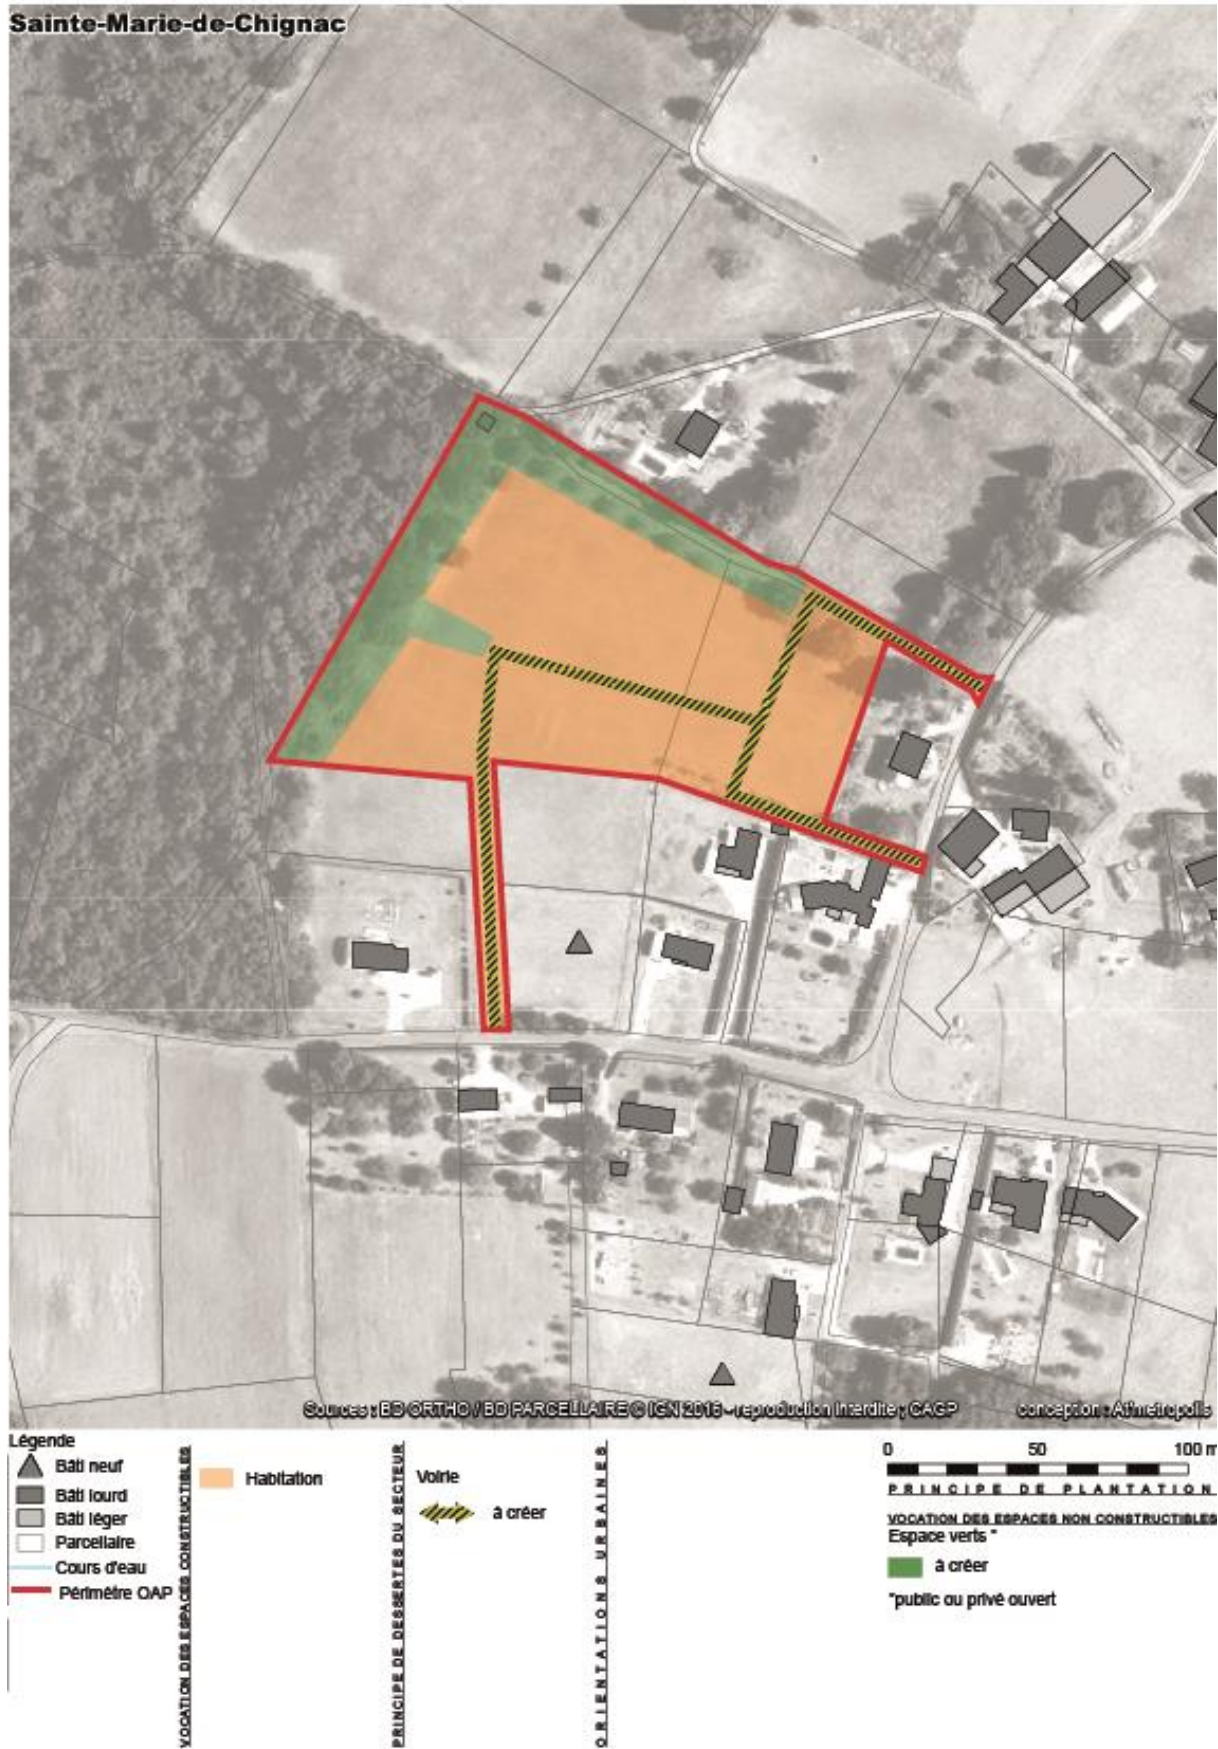 Sainte-Marie-de-Chignac
Sources : BD ORTHO / BD PARCELLAIRE © IGN 2016 - reproduction interdite ; CAGP
conception : At'metropolis
Légende
Bâti neuf
Bâti lourd
Bâti léger
Parcellaire
Cours d'eau
Périmètre OAP
VOCATION DES ESPACES CONSTRUCTIBLES
Habitation
PRINCIPE DE DESSERTES DU SECTEUR
Voirie
à créer
ORIENTATIONS URBAINES
0 50 100 m
PRINCIPE DE PLANTATION
VOCATION DES ESPACES NON CONSTRUCTIBLES
Espace verts *
à créer
*public ou privé ouvert